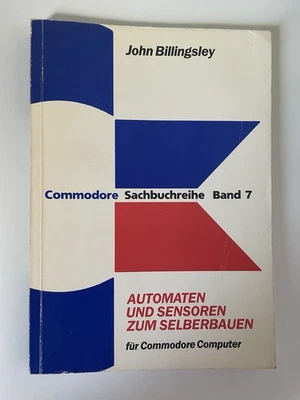 John Billingsley
Commodore Sachbuchreihe Band 7
AUTOMATEN
UND SENSOREN
ZUM SELBERBAUEN
für Commodore Computer